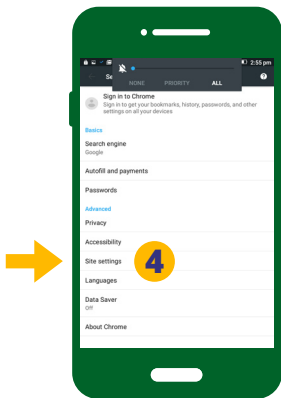 2:55 pm
Se
NONE PRIORITY ALL
Sign in to Chrome
Sign in to get your bookmarks, history, passwords, and other
settings on all your devices
Basics
Search engine
Google
Autofill and payments
Passwords
Advanced
Privacy
Accessibility
Site settings
4
Languages
Data Saver
Off
About Chrome